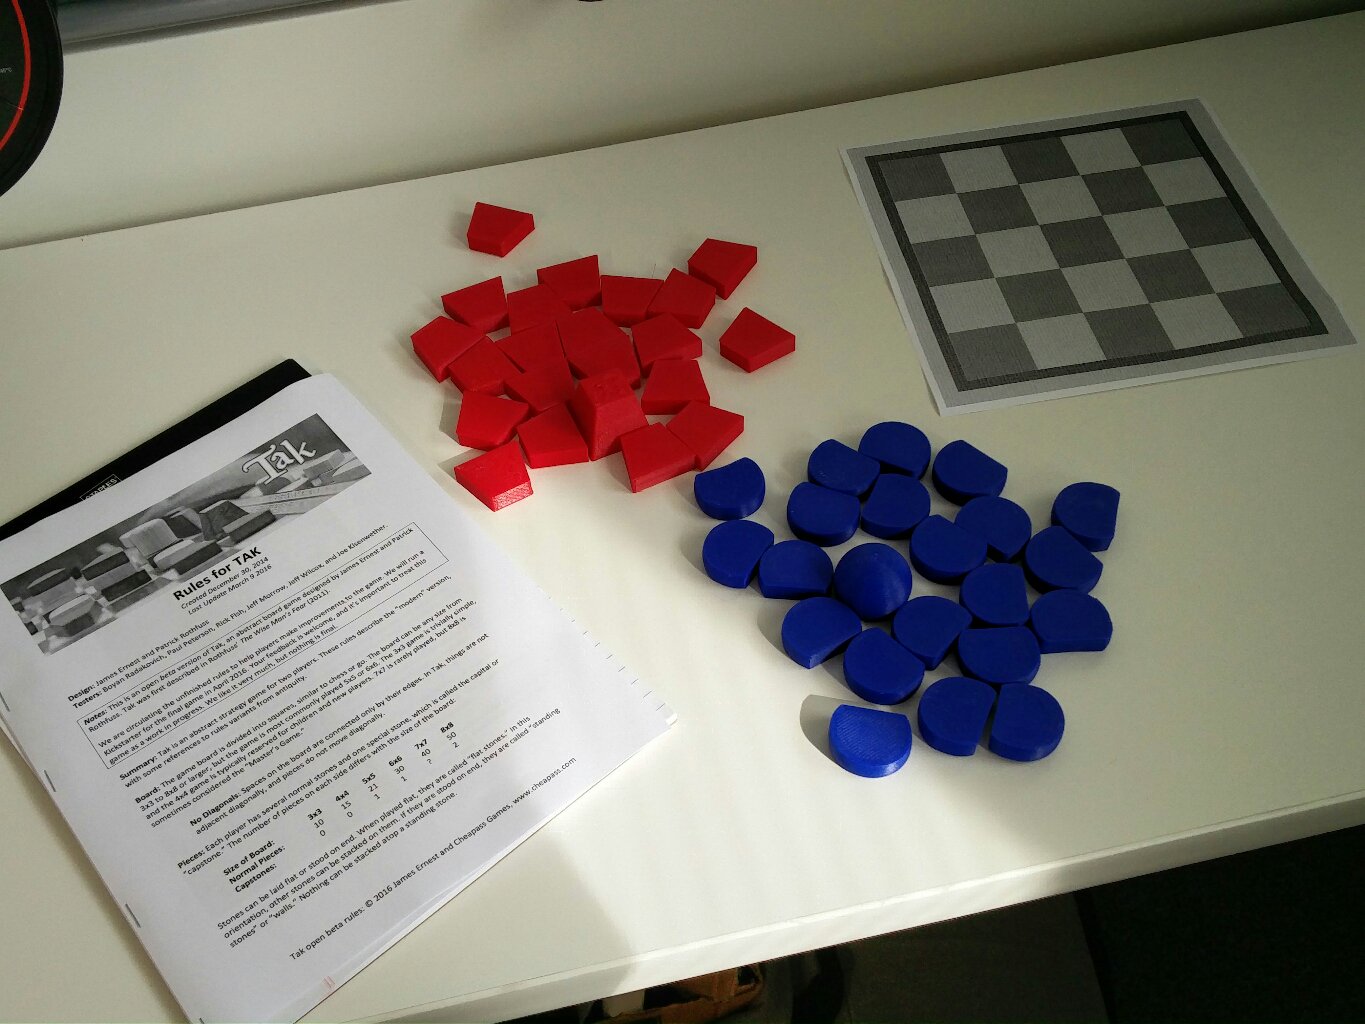 Tak
Rules for TAK
Created December 30, 2014
Last Update March 9 2016
Design: James Ernest and Patrick Rothfuss
Testers: Boyan Radakovich, Paul Peterson, Rick Fish, Jeff Morrow, Jeff Wilcox, and Joe Kisenwether.
Notes: This is an open beta version of Tak, an abstract board game designed by James Ernest and Patrick
Rothfuss. Tak was first described in Rothfuss' The Wise Man's Fear (2011).
We are circulating the unfinished rules to help players make improvements to the game. We will run a
Kickstarter for the final game in April 2016. Your feedback is welcome, and it's important to treat this
game as a work in progress. We like it very much, but nothing is final.
Summary: Tak is an abstract strategy game for two players. These rules describe the "modern" version,
with some references to rules variants from antiquity.
Board: The game board is divided into squares, similar to chess or go. The board can be any size from
3x3 to 8x8 or larger, but the game is most commonly played 5x5 or 6x6. The 3x3 game is trivially simple,
and the 4x4 game is typically reserved for children and new players. 7x7 is rarely played, but 8x8 is
sometimes considered the "Master's Game."
No Diagonals: Spaces on the board are connected only by their edges. In Tak, things are not
adjacent diagonally, and pieces do not move diagonally.
Pieces: Each player has several normal stones and one special stone, which is called the capital or
"capstone." The number of pieces on each side differs with the size of the board:
Size of Board: 3x3 4x4 5x5 6x6 7x7 8x8
Normal Pieces: 10 15 21 30 40 50
Capstones: 0 0 1 1 ? 2
Stones can be laid flat or stood on end. When played flat, they are called "flat stones." In this
orientation, other stones can be stacked on them. If they are stood on end, they are called "standing
stones" or "walls." Nothing can be stacked atop a standing stone.
Tak open beta rules: © 2016 James Ernest and Cheapass Games, www.cheapass.com